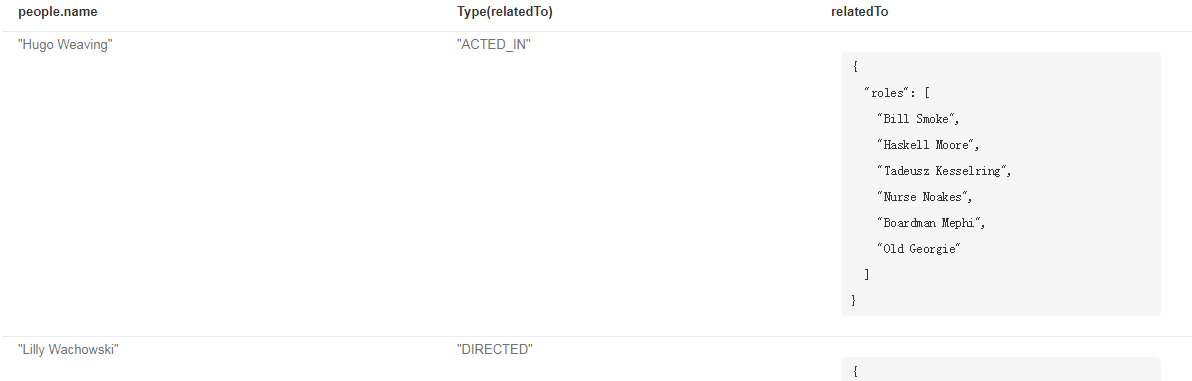 people.name Type(relatedTo) relatedTo
"Hugo Weaving" "ACTED_IN"
{
"roles": [
"Bill Smoke",
"Haskell Moore",
"Tadeusz Kesselring",
"Nurse Noakes",
"Boardman Mephi",
"Old Georgie"
]
}
"Lilly Wachowski" "DIRECTED"
{